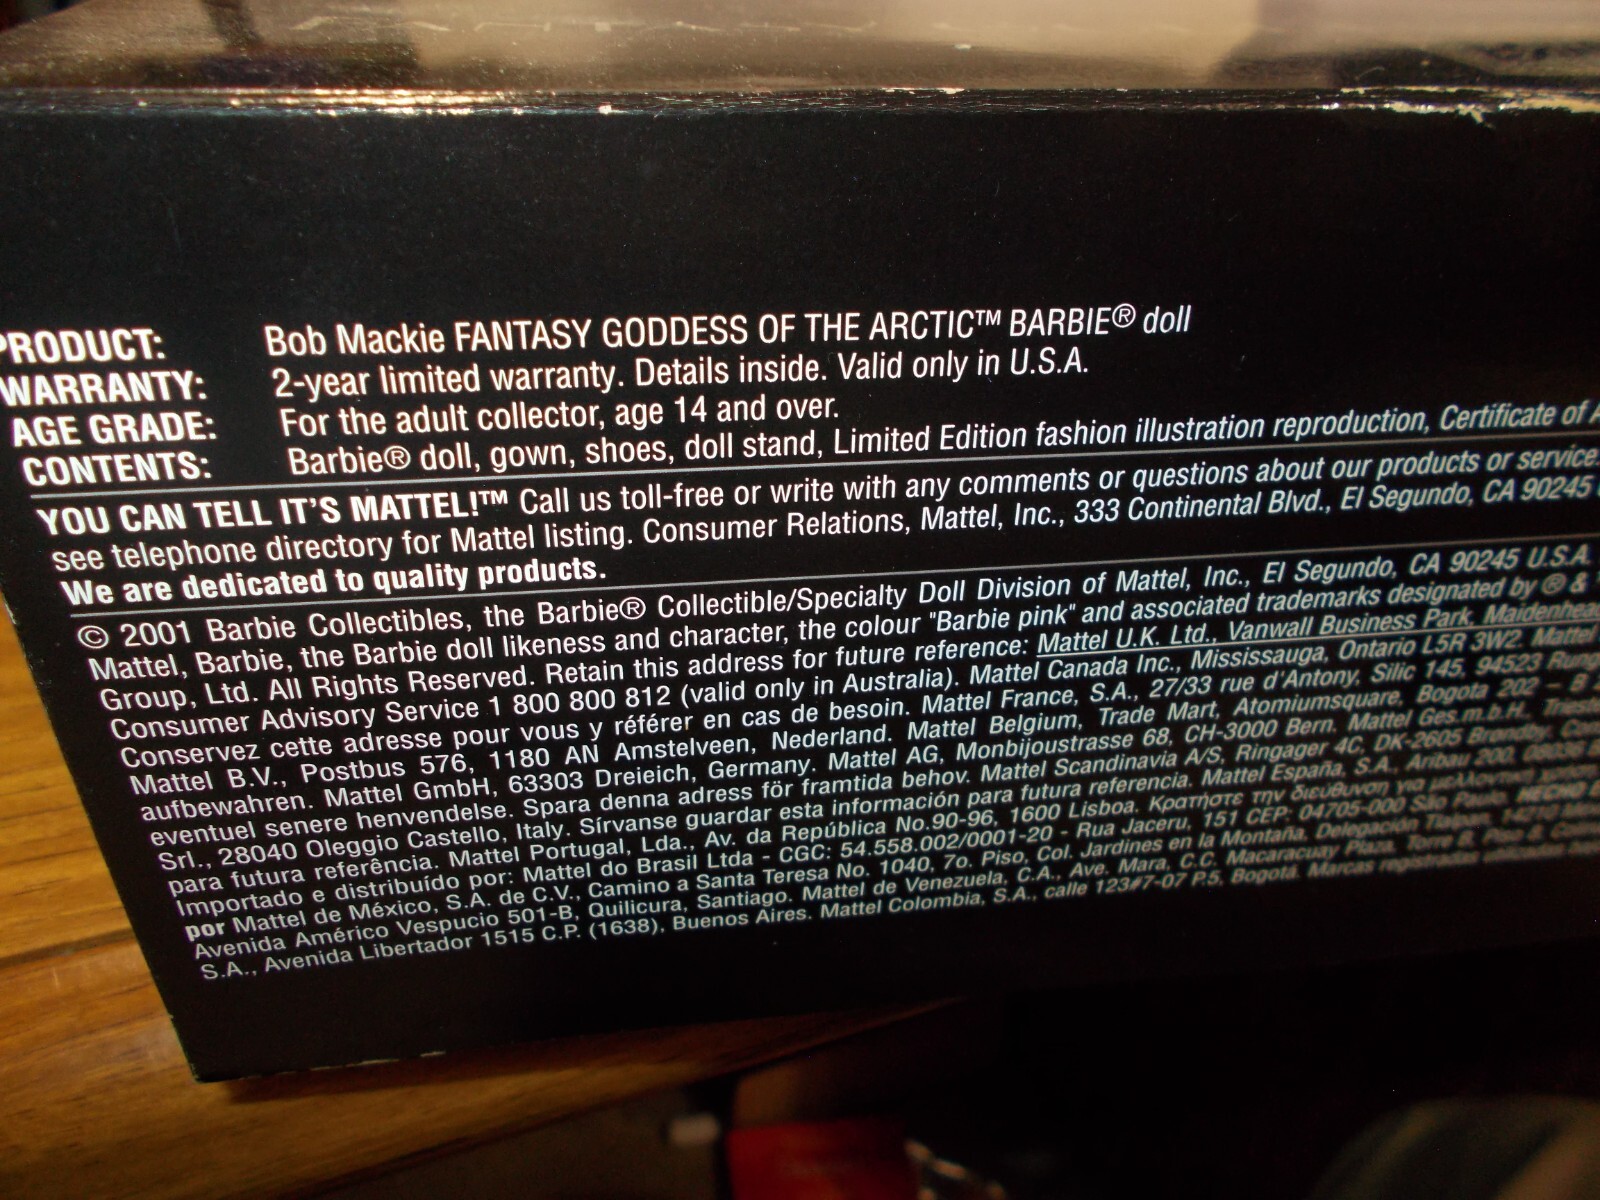 PRODUCT: Bob Mackie FANTASY GODDESS OF THE ARCTIC™ BARBIE® doll
WARRANTY: 2-year limited warranty. Details inside. Valid only in U.S.A.
AGE GRADE: For the adult collector, age 14 and over.
CONTENTS: Barbie® doll, gown, shoes, doll stand, Limited Edition fashion illustration reproduction, Certificate of
YOU CAN TELL IT'S MATTEL!™ Call us toll-free or write with any comments or questions about our products or service.
see telephone directory for Mattel listing. Consumer Relations, Mattel, Inc., 333 Continental Blvd., El Segundo, CA 90245
We are dedicated to quality products.
© 2001 Barbie Collectibles, the Barbie® Collectible/Specialty Doll Division of Mattel, Inc., El Segundo, CA 90245 U.S.A.
Mattel, Barbie, the Barbie doll likeness and character, the colour "Barbie pink" and associated trademarks designated by ® &
Group, Ltd. All Rights Reserved. Retain this address for future reference: Mattel U.K. Ltd., Vanwall Business Park, Maidenhead
Consumer Advisory Service 1 800 800 812 (valid only in Australia). Mattel Canada Inc., Mississauga, Ontario L5R 3W2. Mattel
Conservez cette adresse pour vous y référer en cas de besoin. Mattel France, S.A., 27/33 rue d'Antony, Silic 145, 94523 Rungis
Mattel B.V., Postbus 576, 1180 AN Amstelveen, Nederland. Mattel Belgium, Trade Mart, Atomiumsquare, Bogota 202 - B
aufbewahren. Mattel GmbH, 63303 Dreieich, Germany. Mattel AG, Monbijoustrasse 68, CH-3000 Bern. Mattel Ges.m.b.H.,
eventuel senere henvendelse. Spara denna adress för framtida behov. Mattel Scandinavia A/S, Ringager 4C, DK-2605 Brøndby,
Srl., 28040 Oleggio Castello, Italy. Sírvanse guardar esta información para futura referencia. Mattel España, S.A., Aribau 200, 08036
para futura referência. Mattel Portugal, Lda., Av. da República No.90-96, 1600 Lisboa. Κρατήστε την διεύθυνση για μελλοντική
Importado e distribuído por: Mattel do Brasil Ltda - CGC: 54.558.002/0001-20 - Rua Jaceru, 151 CEP: 04705-000 São Paulo, HECHO
por Mattel de México, S.A. de C.V., Camino a Santa Teresa No. 1040, 7o. Piso, Col. Jardines en la Montaña, Delegación Tlalpan, 14210
Avenida Américo Vespucio 501-B, Quilicura, Santiago. Mattel de Venezuela, C.A., Ave. Mara, C.C. Macaracuay Plaza, Torre B, Piso 8,
S.A., Avenida Libertador 1515 C.P. (1638), Buenos Aires. Mattel Colombia, S.A., calle 123#7-07 P.5, Bogotá. Marcas registradas